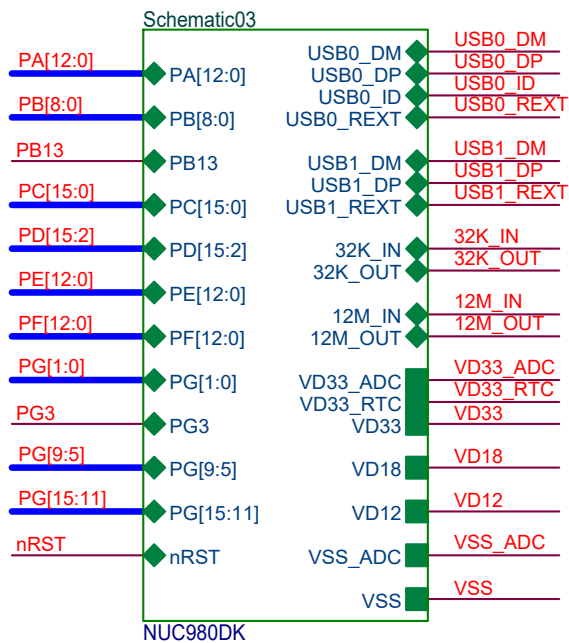 Schematic03
PA[12:0]
PA[12:0]
PB[8:0]
PB[8:0]
PB13
PB13
PC[15:0]
PC[15:0]
PD[15:2]
PD[15:2]
PE[12:0]
PE[12:0]
PF[12:0]
PF[12:0]
PG[1:0]
PG[1:0]
PG3
PG3
PG[9:5]
PG[9:5]
PG[15:11]
PG[15:11]
nRST
nRST
USB0_DM USB0_DM
USB0_DP USB0_DP
USB0_ID USB0_ID
USB0_REXT USB0_REXT
USB1_DM USB1_DM
USB1_DP USB1_DP
USB1_REXT USB1_REXT
32K_IN 32K_IN
32K_OUT 32K_OUT
12M_IN 12M_IN
12M_OUT 12M_OUT
VD33_ADC VD33_ADC
VD33_RTC VD33_RTC
VD33 VD33
VD18 VD18
VD12 VD12
VSS_ADC VSS_ADC
VSS VSS
NUC980DK